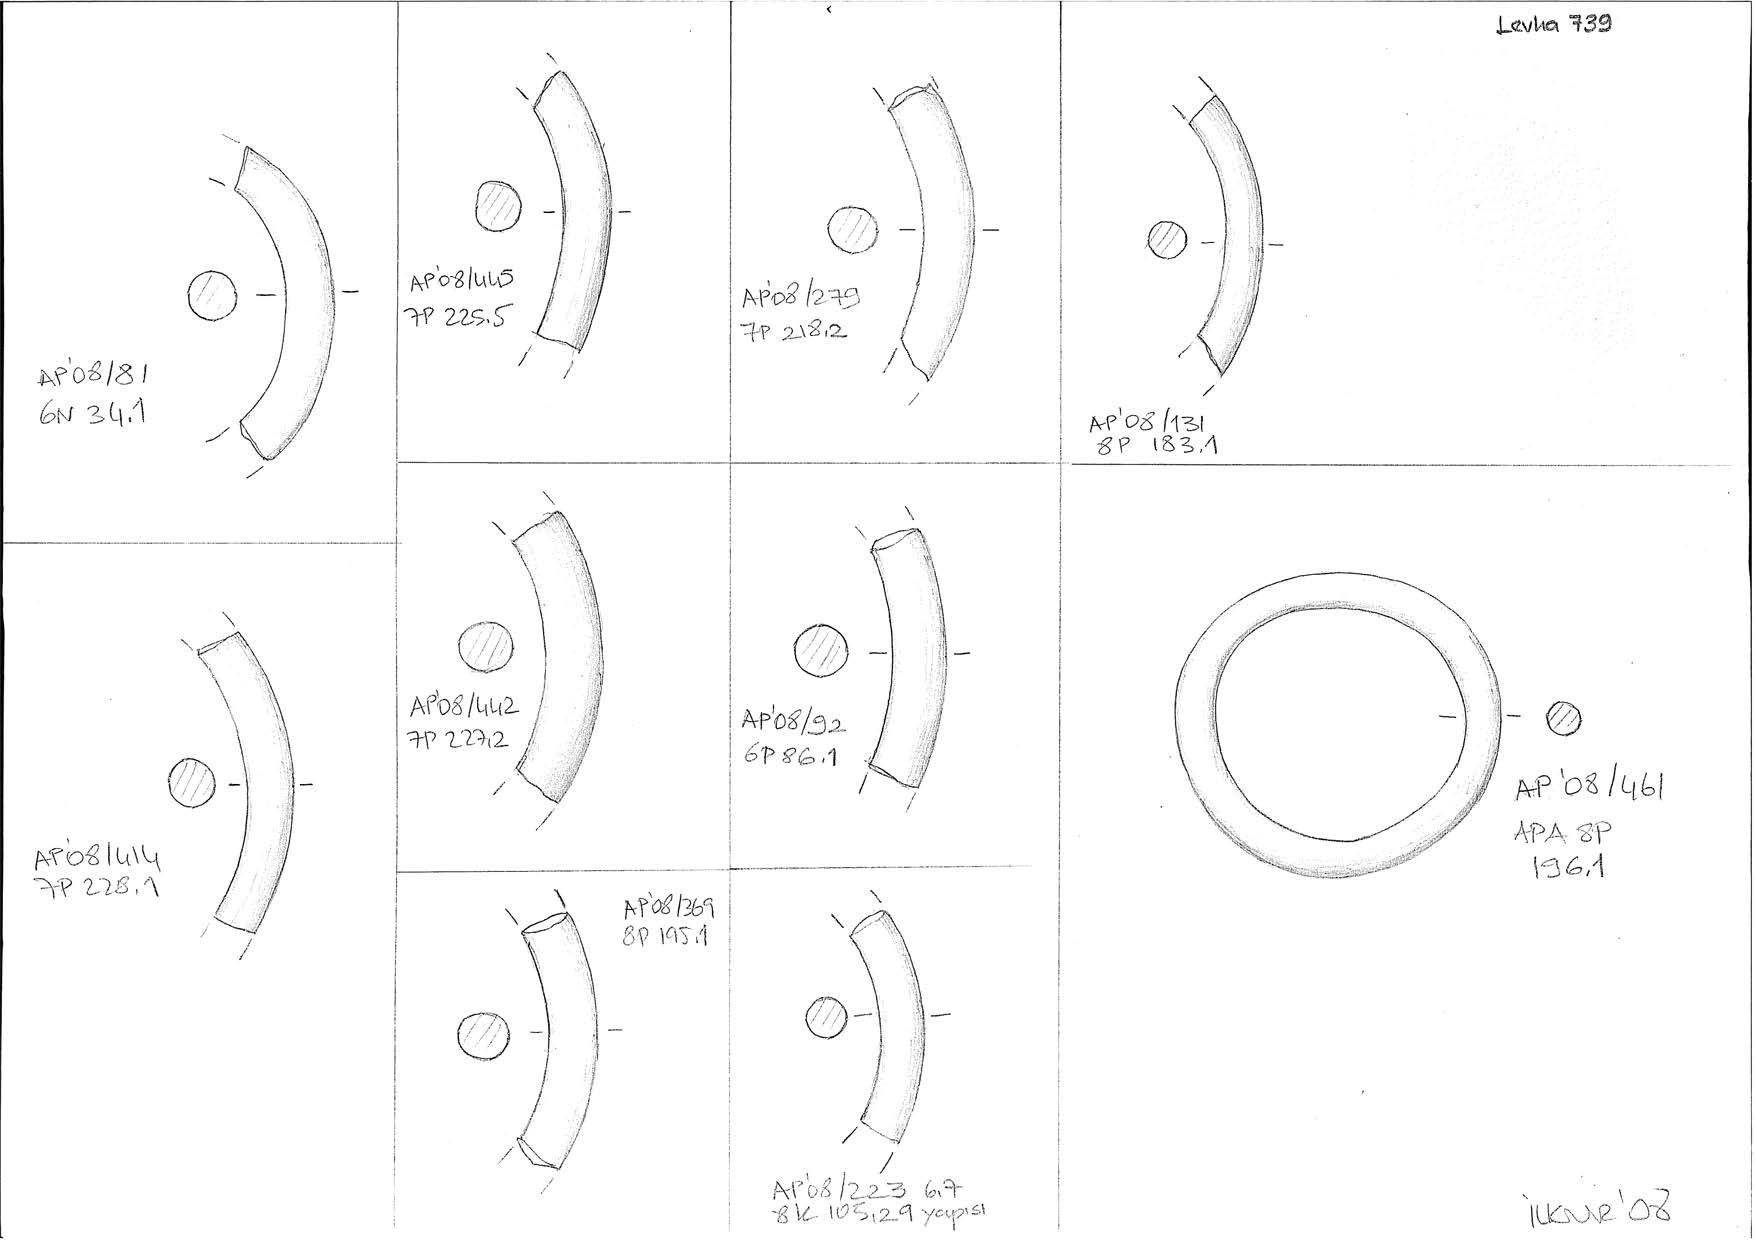 Levha 739
AP'08/81
6N 34.1
AP'08/445
7P 225.5
AP'08/279
7P 218.2
AP'08/131
8P 183.1
AP'08/414
7P 228.1
AP'08/442
7P 227.2
AP'08/92
6P 86.1
AP'08/461
APA 8P
196.1
AP'08/369
8P 195.1
AP'08/223 6.7
8K 105,29 yapısı
İLKNUR'08